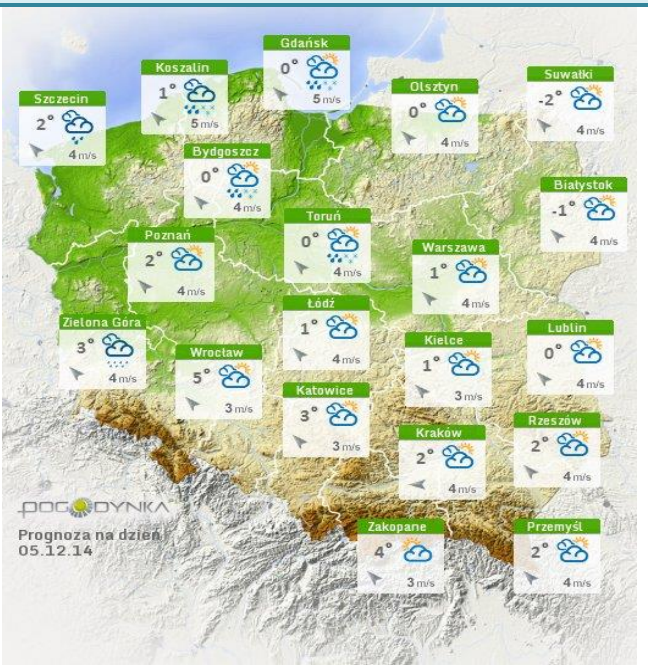 Gdańsk
0°
5 m/s
Koszalin
1°
5 m/s
Suwałki
-2°
4 m/s
Olsztyn
0°
4 m/s
Szczecin
2°
4 m/s
Bydgoszcz
0°
4 m/s
Białystok
-1°
4 m/s
Toruń
0°
4 m/s
Poznań
2°
4 m/s
Warszawa
1°
4 m/s
Łódź
1°
4 m/s
Zielona Góra
3°
4 m/s
Lublin
0°
4 m/s
Kielce
1°
3 m/s
Wrocław
5°
3 m/s
Katowice
3°
3 m/s
Rzeszów
2°
4 m/s
Kraków
2°
4 m/s
POGODYNKA
Prognoza na dzień
05.12.14
Zakopane
4°
3 m/s
Przemyśl
2°
4 m/s